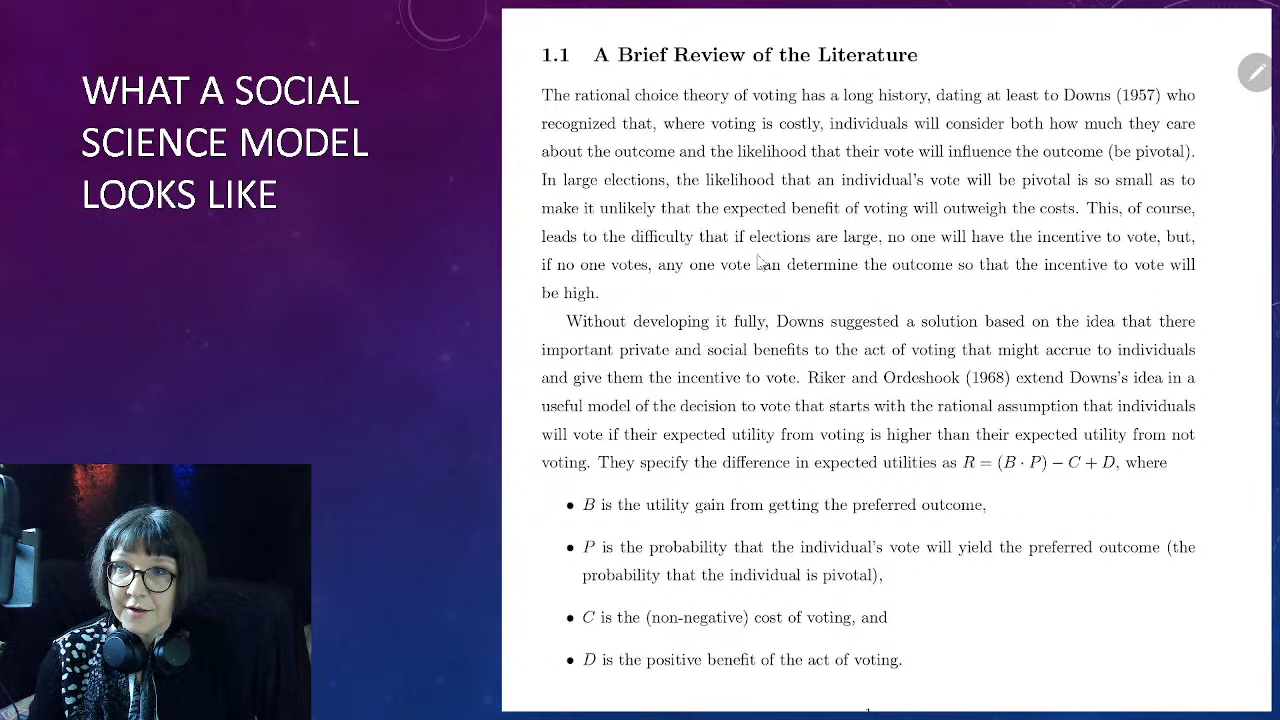 WHAT A SOCIAL
SCIENCE MODEL
LOOKS LIKE
1.1 A Brief Review of the Literature
The rational choice theory of voting has a long history, dating at least to Downs (1957) who
recognized that, where voting is costly, individuals will consider both how much they care
about the outcome and the likelihood that their vote will influence the outcome (be pivotal).
In large elections, the likelihood that an individual's vote will be pivotal is so small as to
make it unlikely that the expected benefit of voting will outweigh the costs. This, of course,
leads to the difficulty that if elections are large, no one will have the incentive to vote, but,
if no one votes, any one vote can determine the outcome so that the incentive to vote will
be high.
Without developing it fully, Downs suggested a solution based on the idea that there
important private and social benefits to the act of voting that might accrue to individuals
and give them the incentive to vote. Riker and Ordeshook (1968) extend Downs's idea in a
useful model of the decision to vote that starts with the rational assumption that individuals
will vote if their expected utility from voting is higher than their expected utility from not
voting. They specify the difference in expected utilities as R = (B · P) − C + D, where
• B is the utility gain from getting the preferred outcome,
• P is the probability that the individual's vote will yield the preferred outcome (the
probability that the individual is pivotal),
• C is the (non-negative) cost of voting, and
• D is the positive benefit of the act of voting.